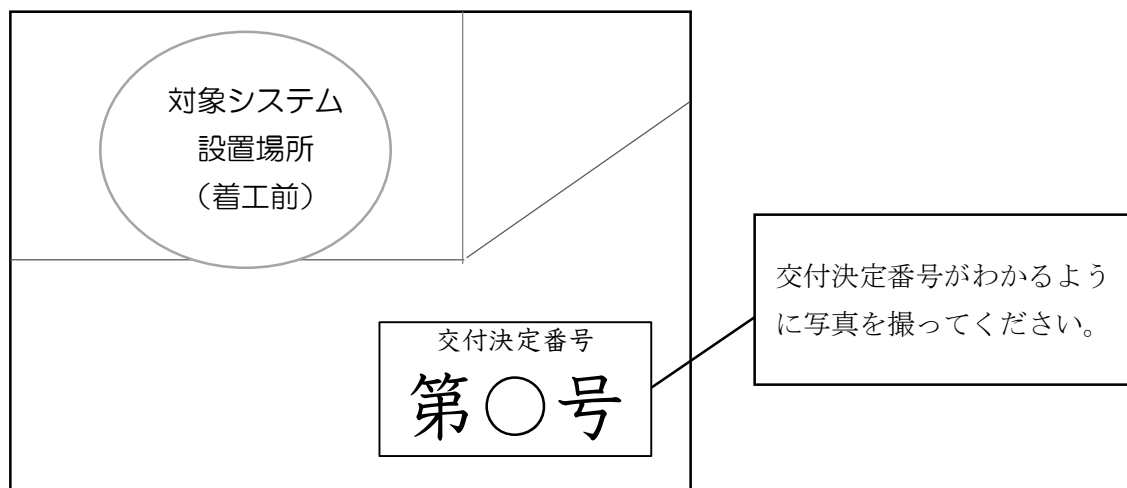 対象システム
設置場所
（着工前）
交付決定番号
第○号
交付決定番号がわかるよう
に写真を撮ってください。